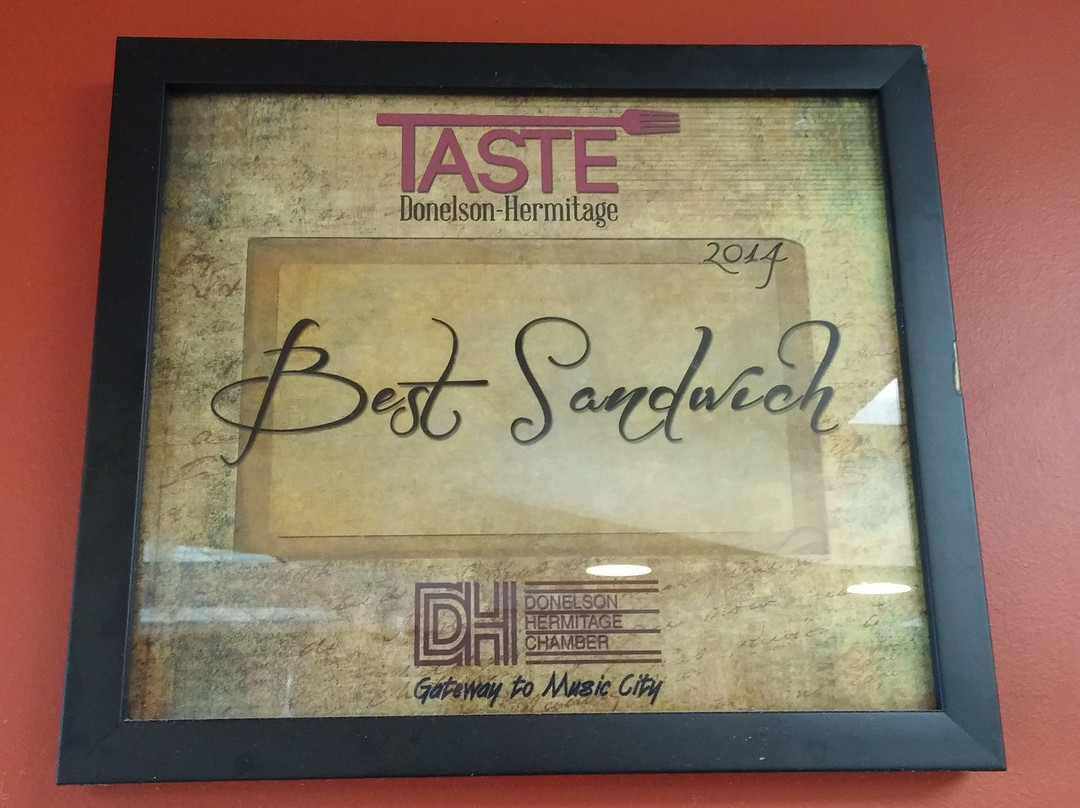 TASTE
Donelson-Hermitage
2014
Best Sandwich
DH
DONELSON
HERMITAGE
CHAMBER
Gateway to Music City